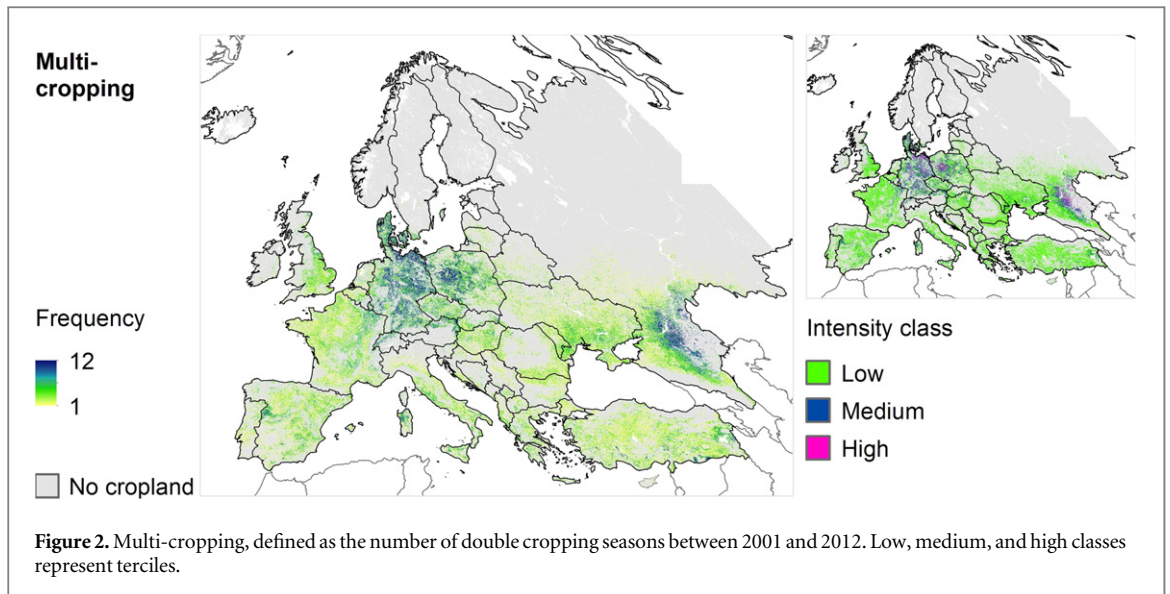 Multi-
cropping
Frequency
12
1
No cropland
Intensity class
Low
Medium
High
Figure 2. Multi-cropping, defined as the number of double cropping seasons between 2001 and 2012. Low, medium, and high classes
represent terciles.